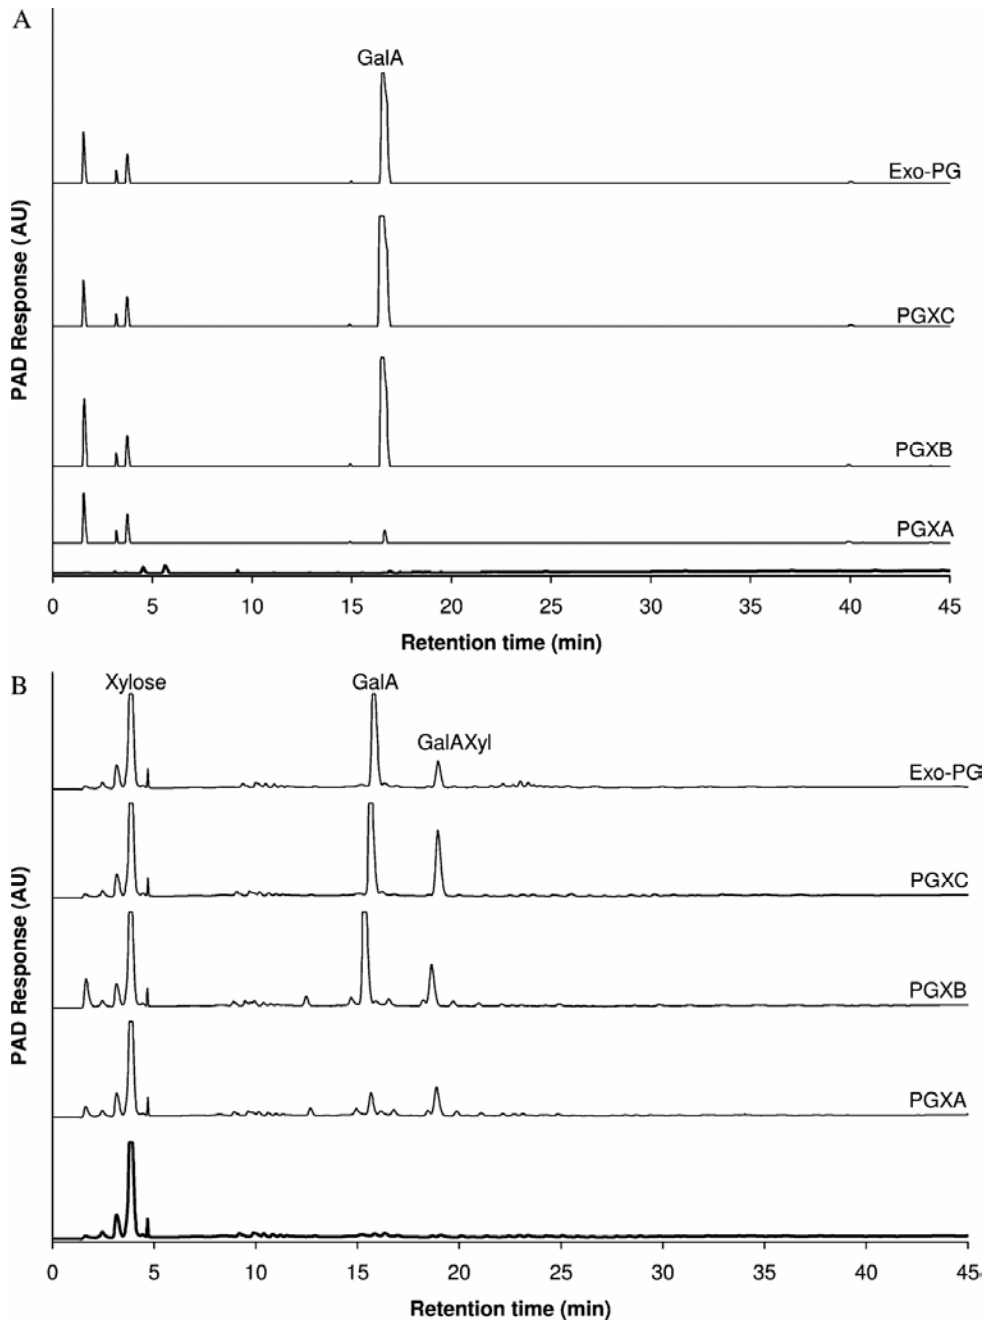 A
GalA
Exo-PG
PGXC
PGXB
PGXA
PAD Response (AU)
0 5 10 15 20 25 30 35 40 45
Retention time (min)
B
Xylose GalA
GalAXyl
Exo-PG
PGXC
PGXB
PGXA
PAD Response (AU)
0 5 10 15 20 25 30 35 40 45
Retention time (min)